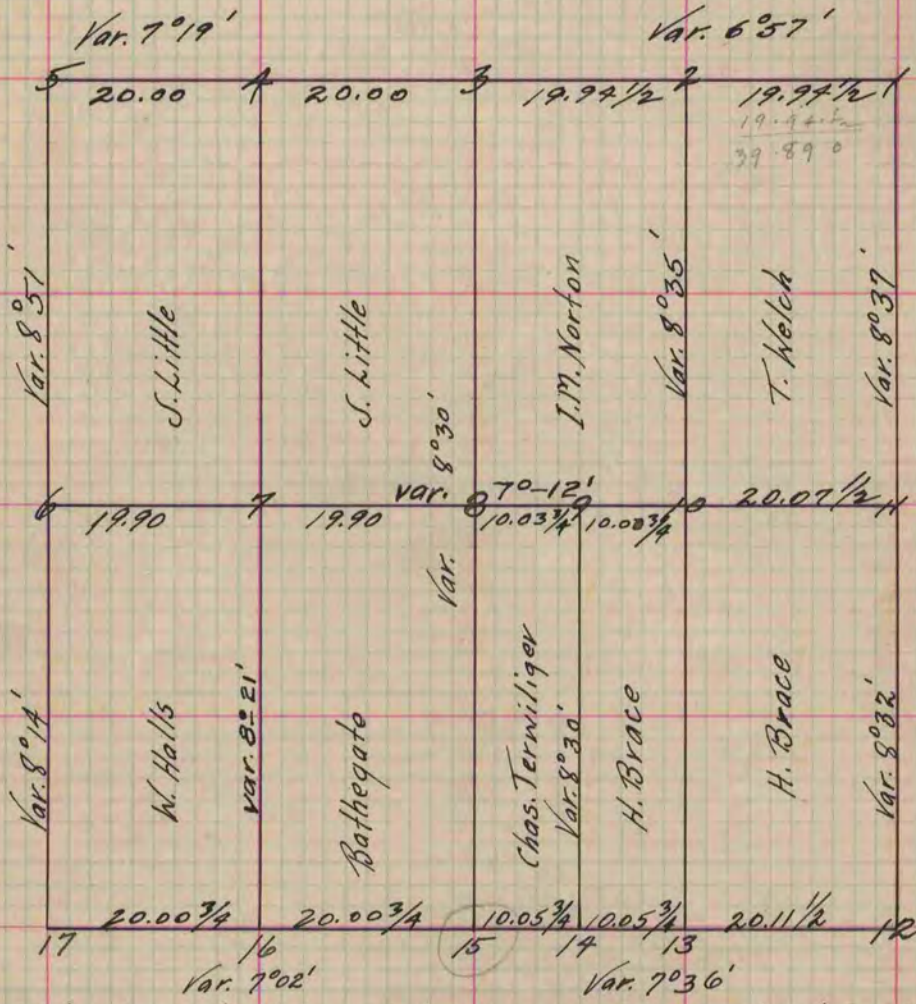 Var. 7°19' Var. 6°57'
5 4 3 2 1
20.00 20.00 19.94½ 19.94½
19.94.½
39.890
Var. 8°51'
S. Little
S. Little
Var. 8°30'
I.M. Norton
Var. 8°35'
T. Welch
Var. 8°37'
6 7 8 7°-12' 9 10 11
19.90 19.90 10.03¾ 10.03¾ 20.07½
Var. 8°14'
W. Halls
Var. 8°21'
Bathegate
Var.
Chas. Terwiliger
Var. 8°30'
H. Brace
H. Brace
Var. 8°32'
20.00¾ 20.00¾ 10.05¾ 10.05¾ 20.11½
17 16 15 14 13 12
Var. 7°02' Var. 7°36'